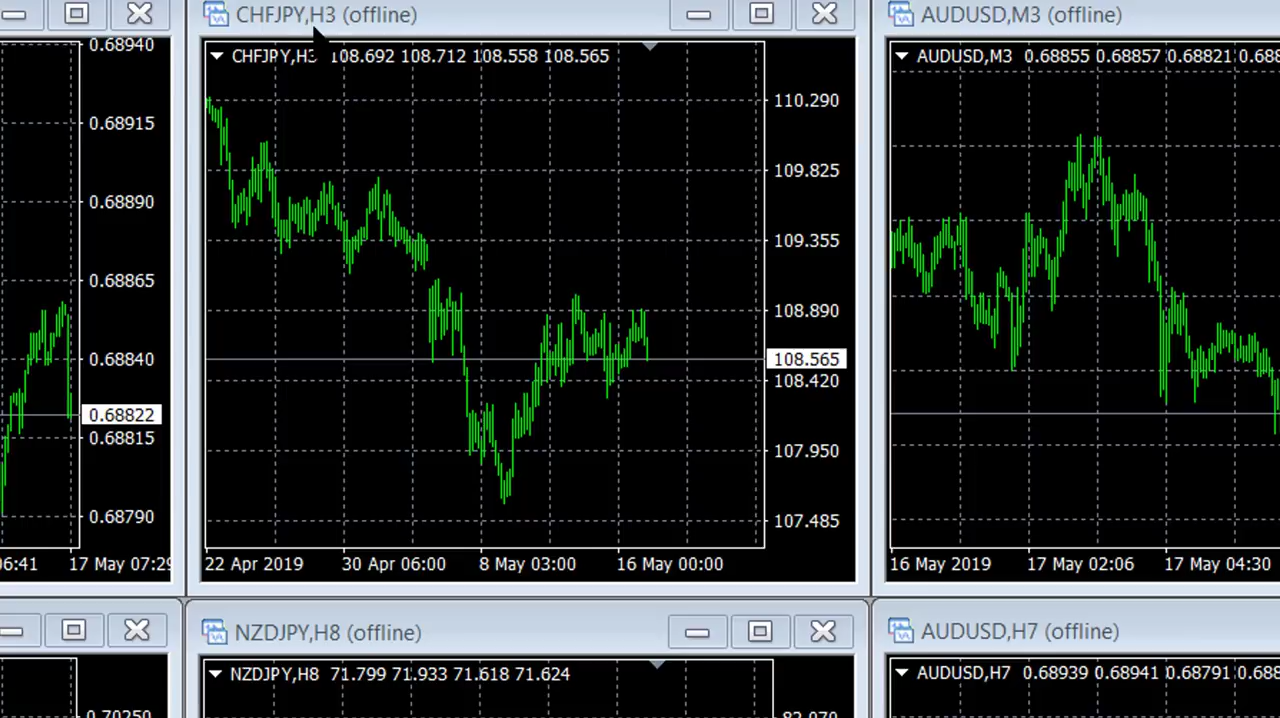 CHFJPY,H3 (offline)
AUDUSD,M3 (offline)
0.68940
0.68915
0.68890
0.68865
0.68840
0.68822
0.68815
0.68790
06:41 17 May 07:29
CHFJPY,H3 108.692 108.712 108.558 108.565
110.290
109.825
109.355
108.890
108.565
108.420
107.950
107.485
22 Apr 2019 30 Apr 06:00 8 May 03:00 16 May 00:00
AUDUSD,M3 0.68855 0.68857 0.68821
16 May 2019 17 May 02:06 17 May 04:30
NZDJPY,H8 (offline)
AUDUSD,H7 (offline)
0.70250
NZDJPY,H8 71.799 71.933 71.618 71.624
AUDUSD,H7 0.68939 0.68941 0.68791